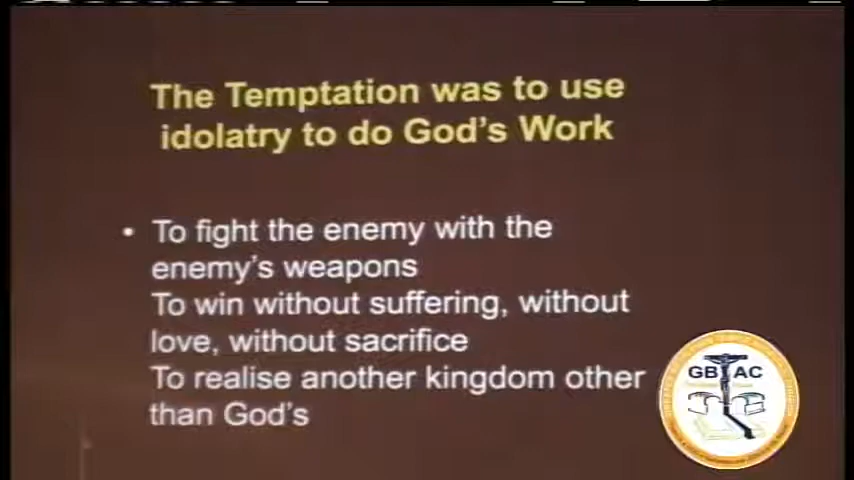 The Temptation was to use
idolatry to do God's Work
• To fight the enemy with the
enemy's weapons
To win without suffering, without
love, without sacrifice
To realise another kingdom other
than God's
GB AC